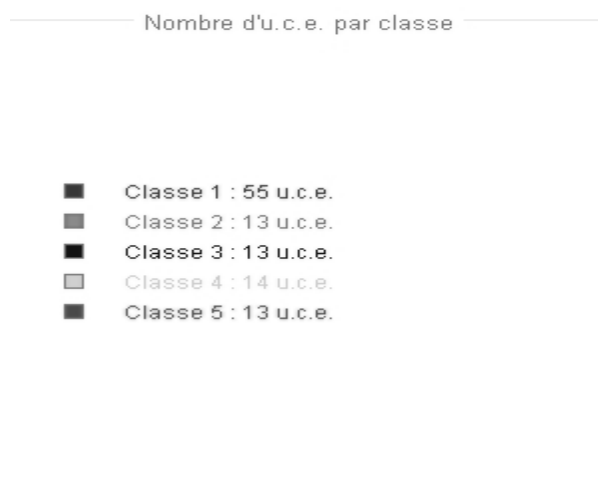 Nombre d'u.c.e. par classe
Classe 1 : 55 u.c.e.
Classe 2 : 13 u.c.e.
Classe 3 : 13 u.c.e.
Classe 4 : 14 u.c.e.
Classe 5 : 13 u.c.e.